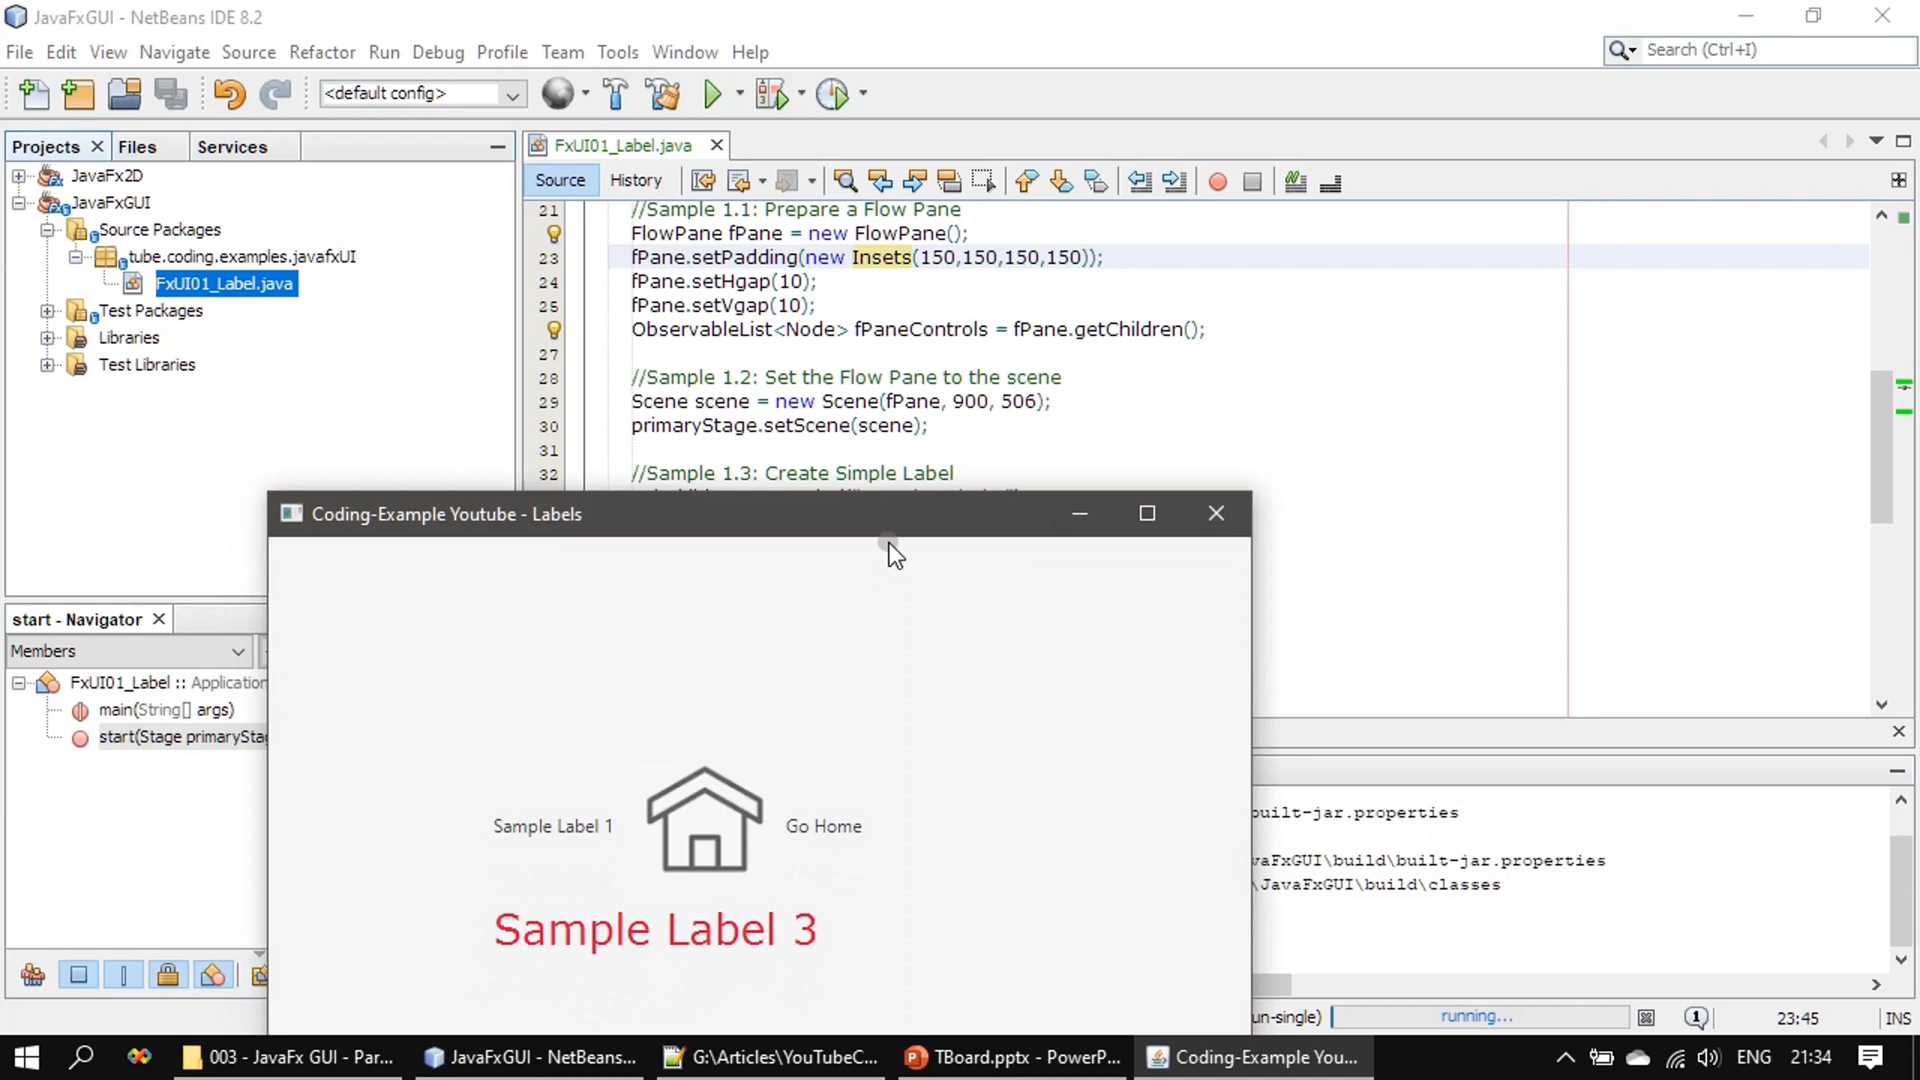 JavaFxGUI - NetBeans IDE 8.2
File Edit View Navigate Source Refactor Run Debug Profile Team Tools Window Help
Search (Ctrl+I)
<default config>
Projects Files Services
JavaFx2D
JavaFxGUI
Source Packages
tube.coding.examples.javafxUI
FxUI01_Label.java
Test Packages
Libraries
Test Libraries
FxUI01_Label.java
Source History
21 //Sample 1.1: Prepare a Flow Pane
FlowPane fPane = new FlowPane();
23 fPane.setPadding(new Insets(150,150,150,150));
24 fPane.setHgap(10);
25 fPane.setVgap(10);
ObservableList<Node> fPaneControls = fPane.getChildren();
27
28 //Sample 1.2: Set the Flow Pane to the scene
29 Scene scene = new Scene(fPane, 900, 506);
30 primaryStage.setScene(scene);
31
32 //Sample 1.3: Create Simple Label
Coding-Example Youtube - Labels
Sample Label 1
Go Home
Sample Label 3
start - Navigator
Members
FxUI01_Label :: Application
main(String[] args)
start(Stage primarySta
built-jar.properties
vaFxGUI\build\built-jar.properties
\JavaFxGUI\build\classes
un-single) running... 1 23:45 INS
003 - JavaFx GUI - Par... JavaFxGUI - NetBeans... G:\Articles\YouTubeC... TBoard.pptx - PowerP... Coding-Example You... ENG 21:34